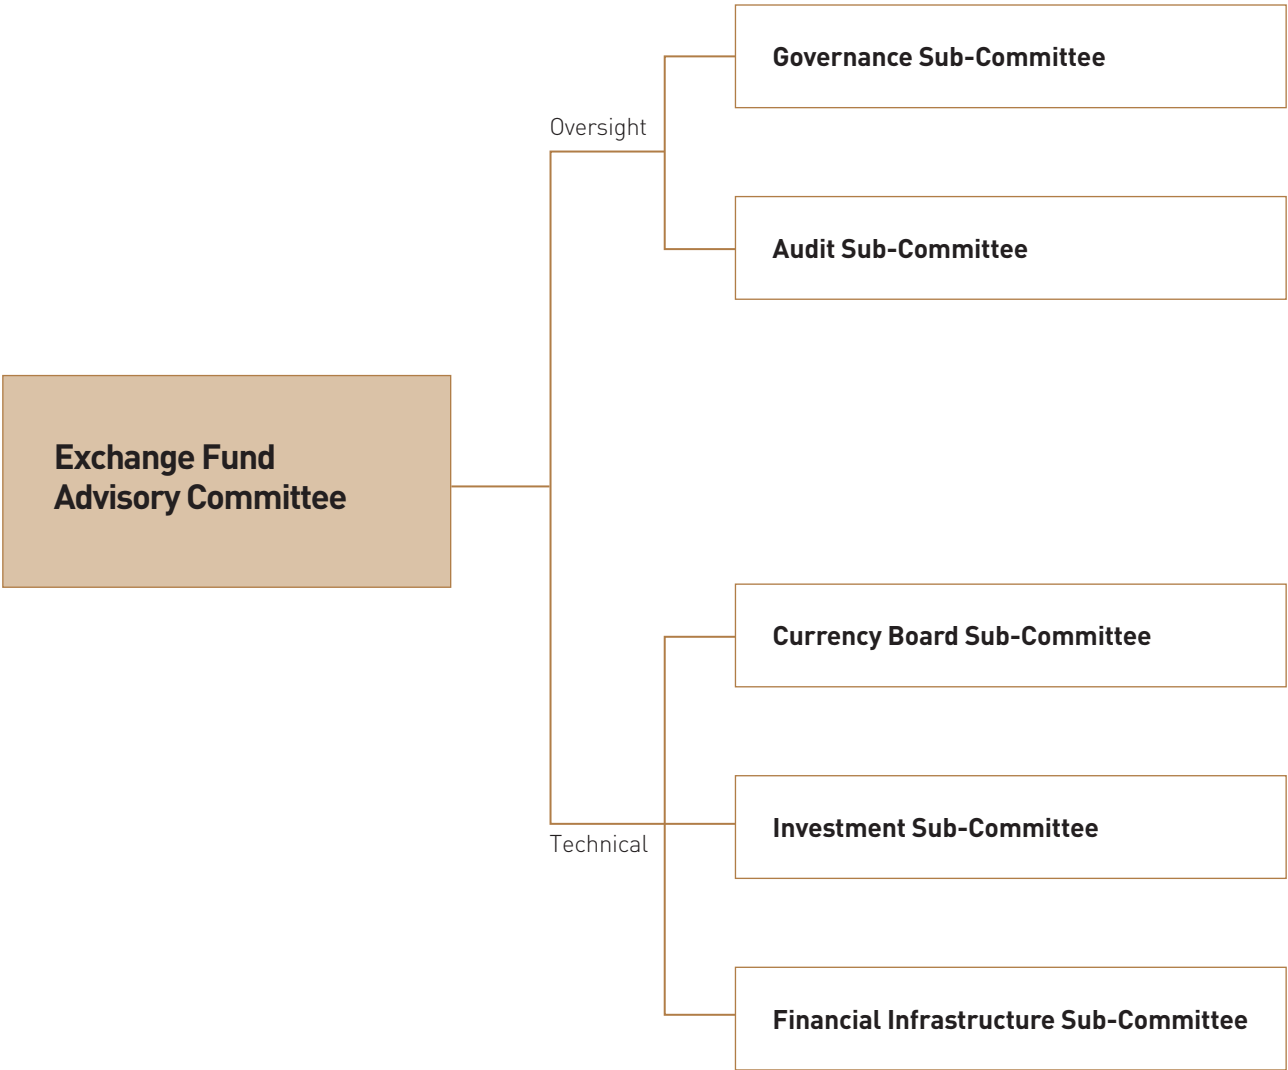 Governance Sub-Committee
Oversight
Audit Sub-Committee
Exchange Fund
Advisory Committee
Currency Board Sub-Committee
Investment Sub-Committee
Technical
Financial Infrastructure Sub-Committee